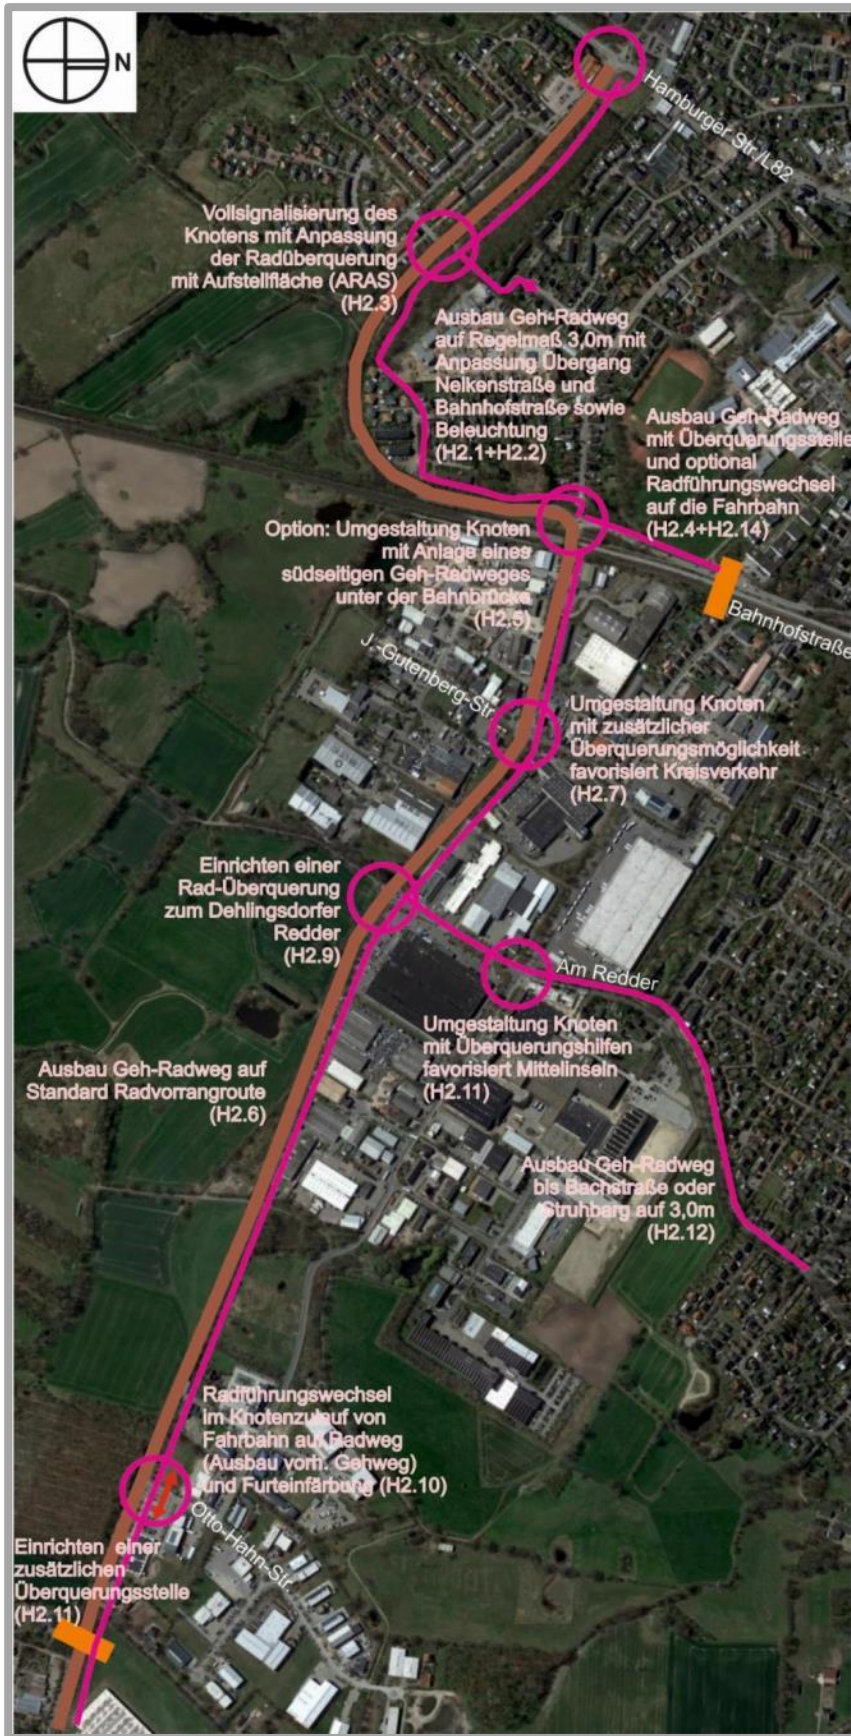 N
Hamburger Str./L82
Vollsignalisierung des
Knotens mit Anpassung
der Radüberquerung
mit Aufstellfläche (ARAS)
(H2.3)
Ausbau Geh-Radweg
auf Regelmaß 3,0m mit
Anpassung Übergang
Nelkenstraße und
Bahnhofstraße sowie
Beleuchtung
(H2.1+H2.2)
Ausbau Geh-Radweg
mit Überquerungsstelle
und optional
Radführungswechsel
auf die Fahrbahn
(H2.4+H2.14)
Option: Umgestaltung Knoten
mit Anlage eines
südseitigen Geh-Radweges
unter der Bahnbrücke
(H2.5)
Bahnhofstraße
J.-Gutenberg-Str.
Umgestaltung Knoten
mit zusätzlicher
Überquerungsmöglichkeit
favorisiert Kreisverkehr
(H2.7)
Einrichten einer
Rad-Überquerung
zum Dehlingsdorfer
Redder
(H2.9)
Am Redder
Umgestaltung Knoten
mit Überquerungshilfen
favorisiert Mittelinseln
(H2.11)
Ausbau Geh-Radweg auf
Standard Radvorrangroute
(H2.6)
Ausbau Geh-Radweg
bis Bachstraße oder
Struhbarg auf 3,0m
(H2.12)
Radführungswechsel
im Knotenzulauf von
Fahrbahn auf Radweg
(Ausbau vorh. Gehweg)
und Furteinfärbung (H2.10)
Otto-Hahn-Str.
Einrichten einer
zusätzlichen
Überquerungsstelle
(H2.11)